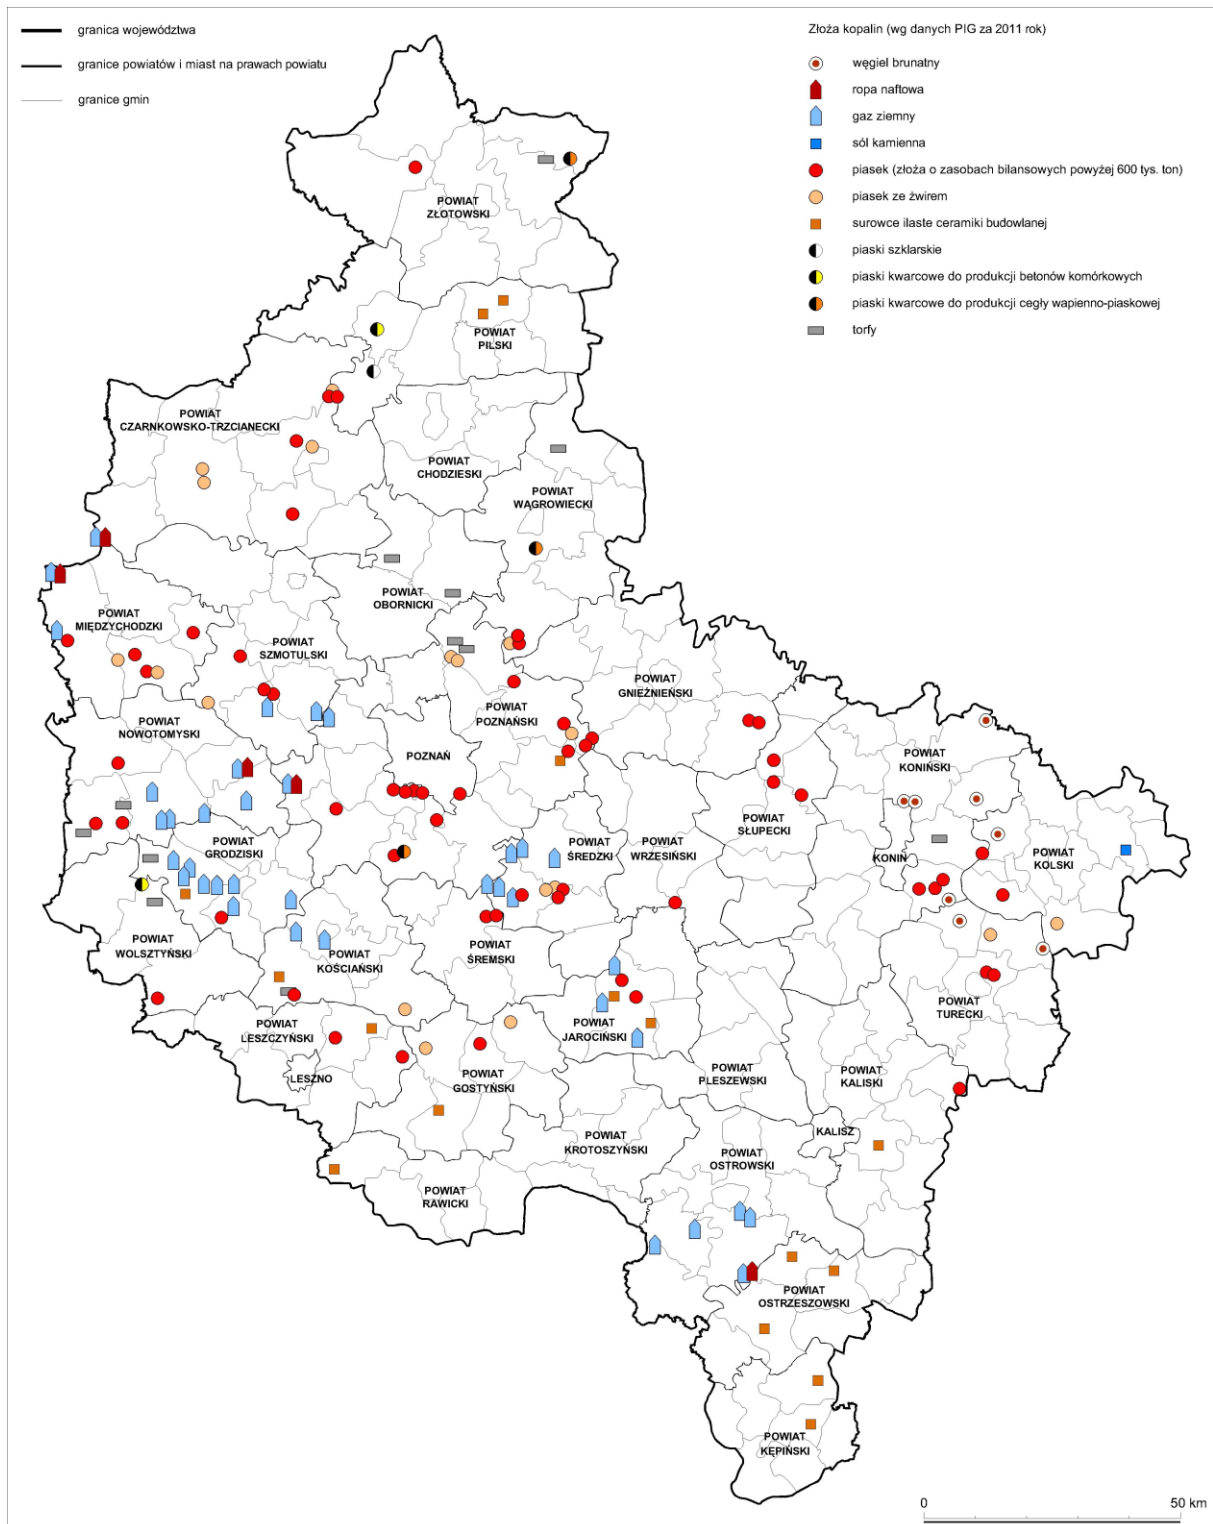 granica województwa
granice powiatów i miast na prawach powiatu
granice gmin
Złoża kopalin (wg danych PIG za 2011 rok)
węgiel brunatny
ropa naftowa
gaz ziemny
sól kamienna
piasek (złoża o zasobach bilansowych powyżej 600 tys. ton)
piasek ze żwirem
surowce ilaste ceramiki budowlanej
piaski szklarskie
piaski kwarcowe do produkcji betonów komórkowych
piaski kwarcowe do produkcji cegły wapienno-piaskowej
torfy
POWIAT
ZŁOTOWSKI
POWIAT
PILSKI
POWIAT
CZARNKOWSKO-TRZCIANECKI
POWIAT
CHODZIESKI
POWIAT
WĄGROWIECKI
POWIAT
OBORNICKI
POWIAT
MIĘDZYCHODZKI
POWIAT
SZMOTULSKI
POWIAT
GNIEŹNIEŃSKI
POWIAT
POZNAŃSKI
POWIAT
NOWOTOMYSKI
POZNAŃ
POWIAT
KONIŃSKI
POWIAT
SŁUPECKI
POWIAT
GRODZISKI
POWIAT
ŚREDZKI
POWIAT
WRZESIŃSKI
KONIN
POWIAT
KOLSKI
POWIAT
WOLSZTYŃSKI
POWIAT
KOŚCIAŃSKI
POWIAT
ŚREMSKI
POWIAT
TURECKI
POWIAT
LESZCZYŃSKI
POWIAT
JAROCIŃSKI
LESZNO
POWIAT
GOSTYŃSKI
POWIAT
PLESZEWSKI
POWIAT
KALISKI
KALISZ
POWIAT
KROTOSZYŃSKI
POWIAT
OSTROWSKI
POWIAT
RAWICKI
POWIAT
OSTRZESZOWSKI
POWIAT
KĘPIŃSKI
0 50 km